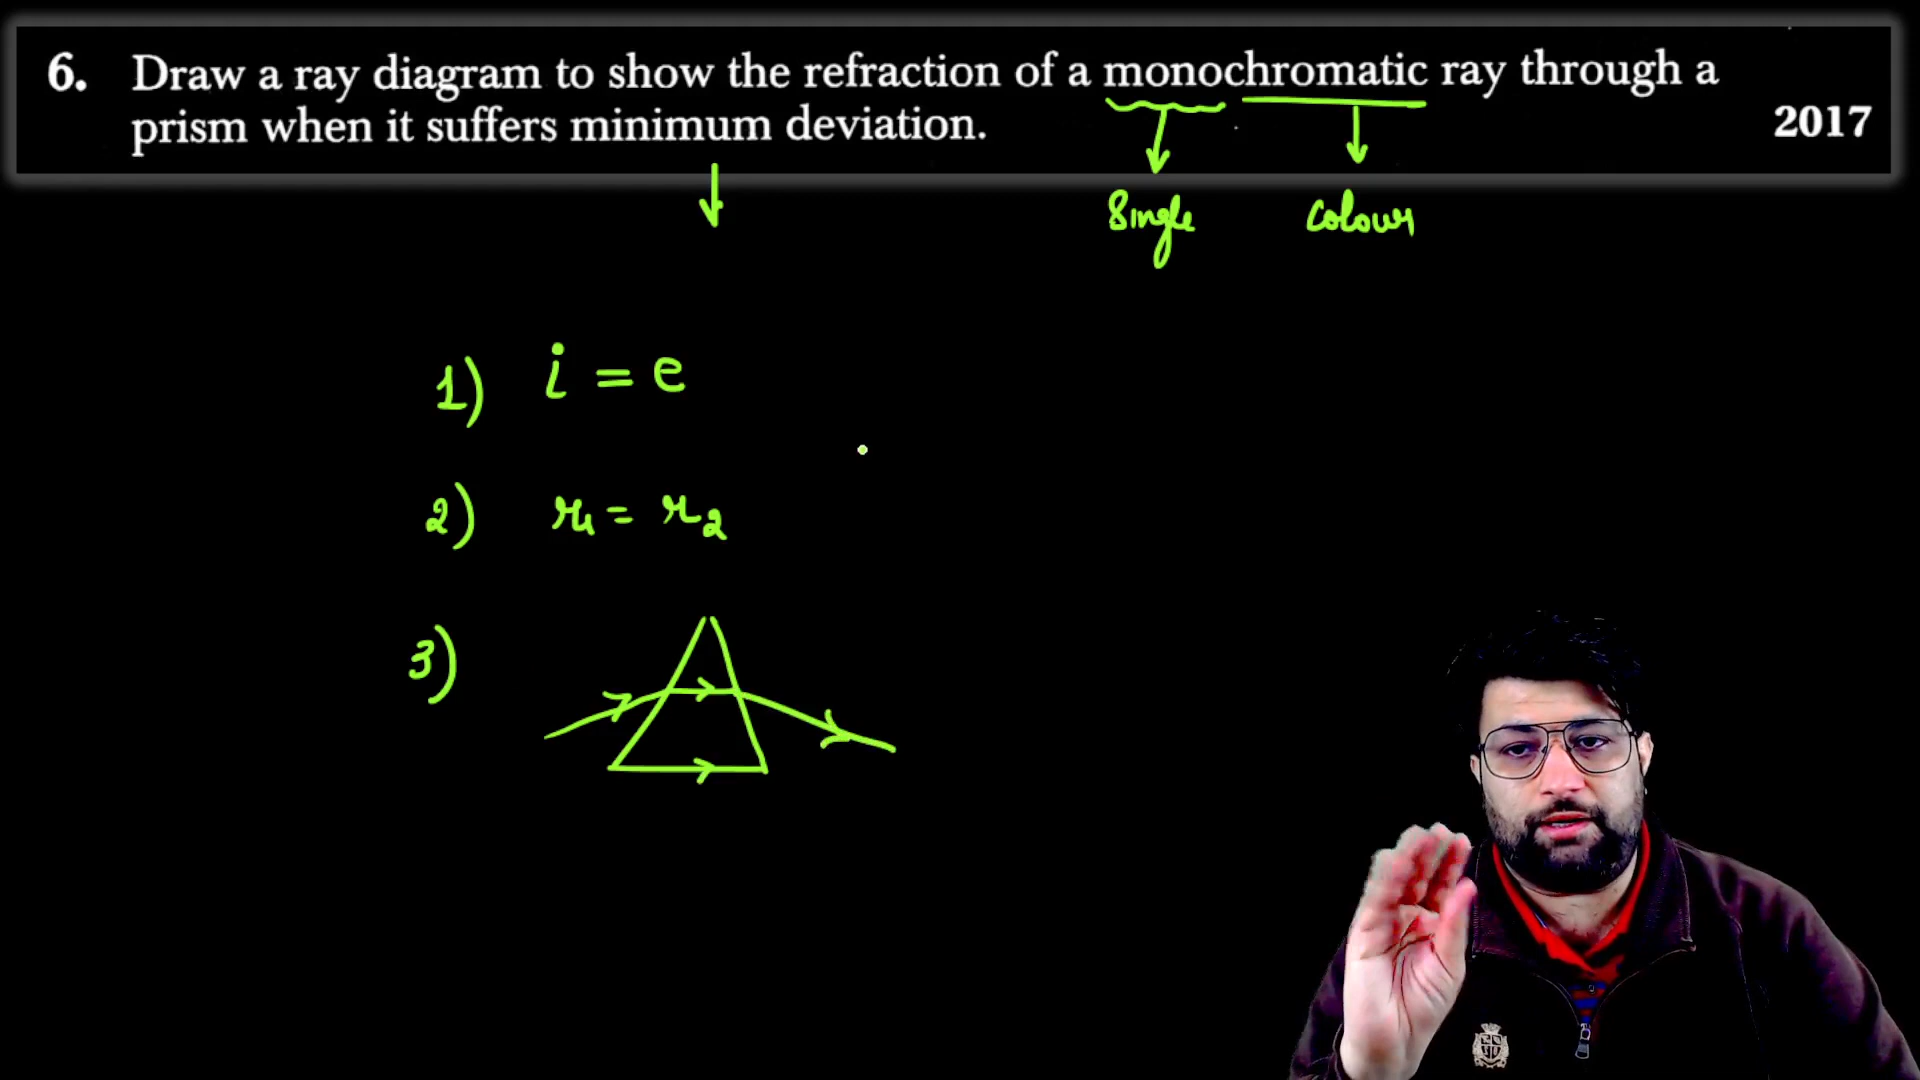 6. Draw a ray diagram to show the refraction of a monochromatic ray through a
prism when it suffers minimum deviation. 2017
Single Colour
1) i = e
2) r1 = r2
3)